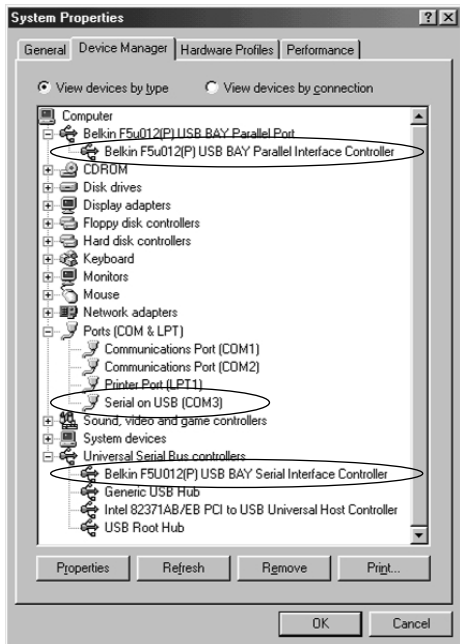 System Properties
General Device Manager Hardware Profiles Performance
View devices by type View devices by connection
Computer
Belkin F5u012(P) USB BAY Parallel Port
Belkin F5u012(P) USB BAY Parallel Interface Controller
CDROM
Disk drives
Display adapters
Floppy disk controllers
Hard disk controllers
Keyboard
Monitors
Mouse
Network adapters
Ports (COM & LPT)
Communications Port (COM1)
Communications Port (COM2)
Printer Port (LPT1)
Serial on USB (COM3)
Sound, video and game controllers
System devices
Universal Serial Bus controllers
Belkin F5U012(P) USB BAY Serial Interface Controller
Generic USB Hub
Intel 82371AB/EB PCI to USB Universal Host Controller
USB Root Hub
Properties Refresh Remove Print...
OK Cancel